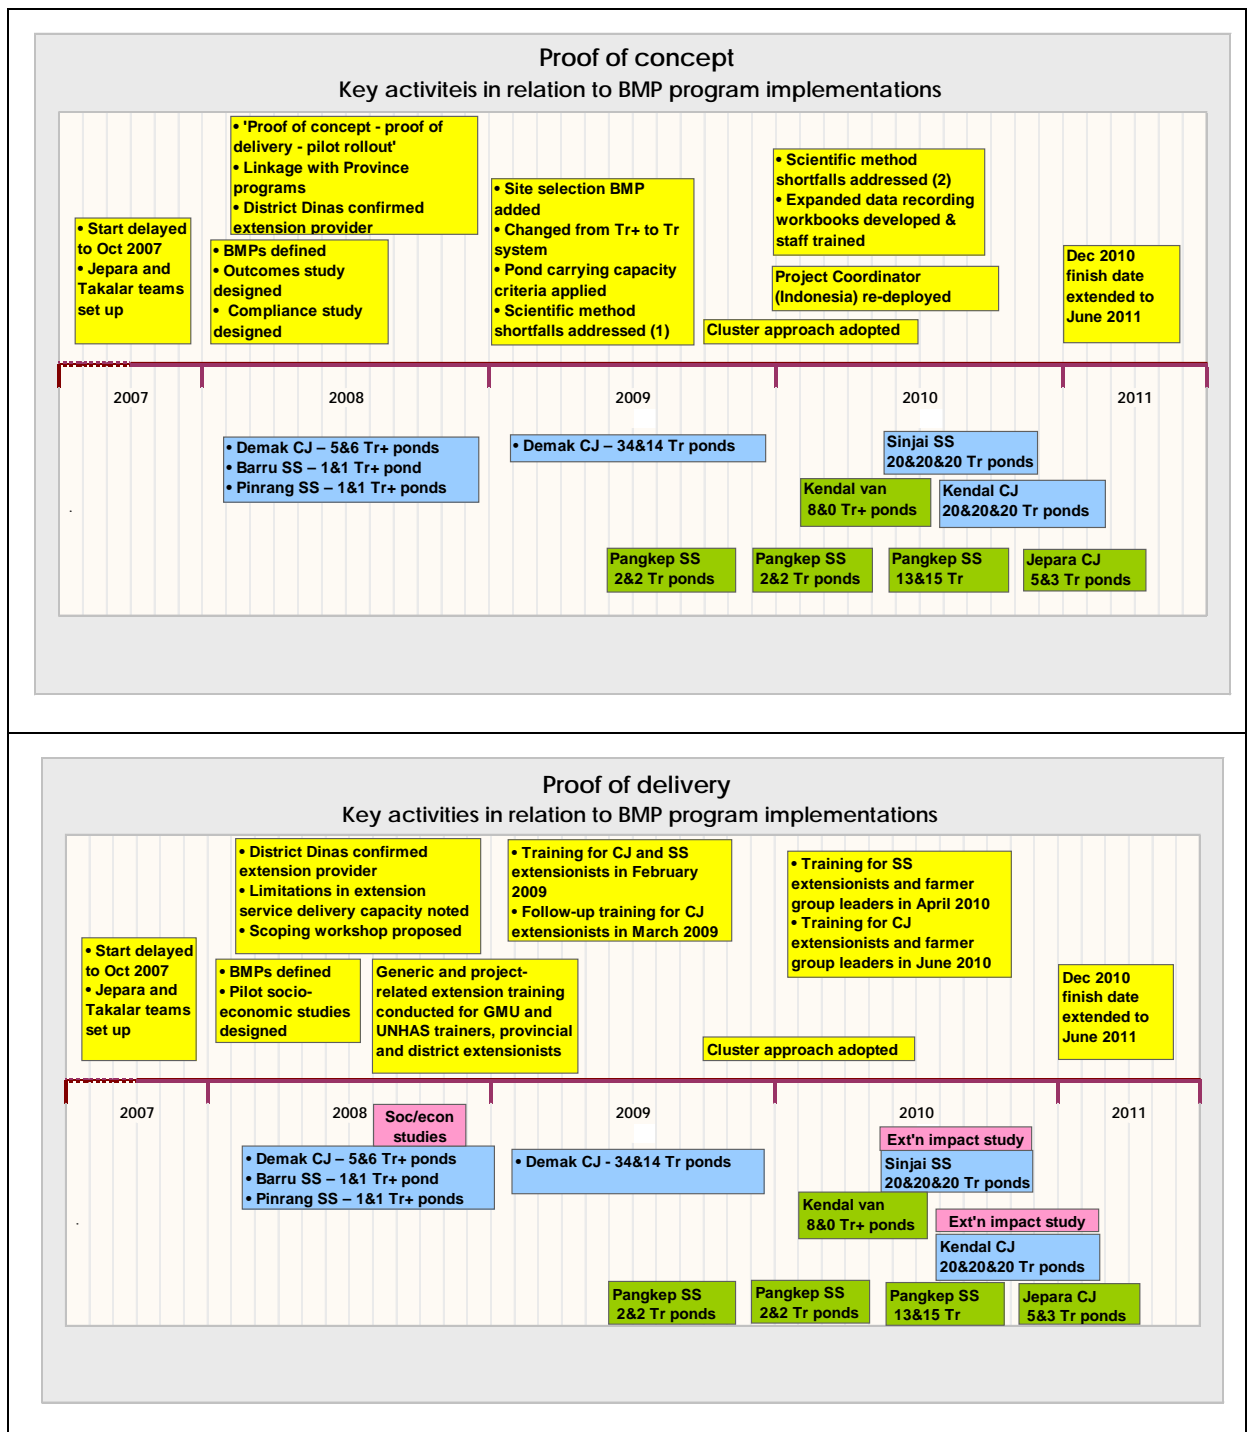 Proof of concept
Key activiteis in relation to BMP program implementations
• 'Proof of concept - proof of
delivery - pilot rollout'
• Linkage with Province
programs
• District Dinas confirmed
extension provider
• Start delayed
to Oct 2007
• Jepara and
Takalar teams
set up
• BMPs defined
• Outcomes study
designed
• Compliance study
designed
• Site selection BMP
added
• Changed from Tr+ to Tr
system
• Pond carrying capacity
criteria applied
• Scientific method
shortfalls addressed (1)
• Scientific method
shortfalls addressed (2)
• Expanded data recording
workbooks developed &
staff trained
Project Coordinator
(Indonesia) re-deployed
Cluster approach adopted
Dec 2010
finish date
extended to
June 2011
2007
2008
2009
2010
2011
• Demak CJ – 5&6 Tr+ ponds
• Barru SS – 1&1 Tr+ pond
• Pinrang SS – 1&1 Tr+ ponds
• Demak CJ – 34&14 Tr ponds
Sinjai SS
20&20&20 Tr ponds
Kendal van
8&0 Tr+ ponds
Kendal CJ
20&20&20 Tr ponds
Pangkep SS
2&2 Tr ponds
Pangkep SS
2&2 Tr ponds
Pangkep SS
13&15 Tr
Jepara CJ
5&3 Tr ponds
Proof of delivery
Key activities in relation to BMP program implementations
• District Dinas confirmed
extension provider
• Limitations in extension
service delivery capacity noted
• Scoping workshop proposed
• Training for CJ and SS
extensionists in February
2009
• Follow-up training for CJ
extensionists in March 2009
• Training for SS
extensionists and farmer
group leaders in April 2010
• Training for CJ
extensionists and farmer
group leaders in June 2010
• Start delayed
to Oct 2007
• Jepara and
Takalar teams
set up
• BMPs defined
• Pilot socio-
economic studies
designed
Generic and project-
related extension training
conducted for GMU and
UNHAS trainers, provincial
and district extensionists
Cluster approach adopted
Dec 2010
finish date
extended to
June 2011
2007
2008
2009
2010
2011
Soc/econ
studies
• Demak CJ – 5&6 Tr+ ponds
• Barru SS – 1&1 Tr+ pond
• Pinrang SS – 1&1 Tr+ ponds
• Demak CJ - 34&14 Tr ponds
Ext'n impact study
Sinjai SS
20&20&20 Tr ponds
Kendal van
8&0 Tr+ ponds
Ext'n impact study
Kendal CJ
20&20&20 Tr ponds
Pangkep SS
2&2 Tr ponds
Pangkep SS
2&2 Tr ponds
Pangkep SS
13&15 Tr
Jepara CJ
5&3 Tr ponds